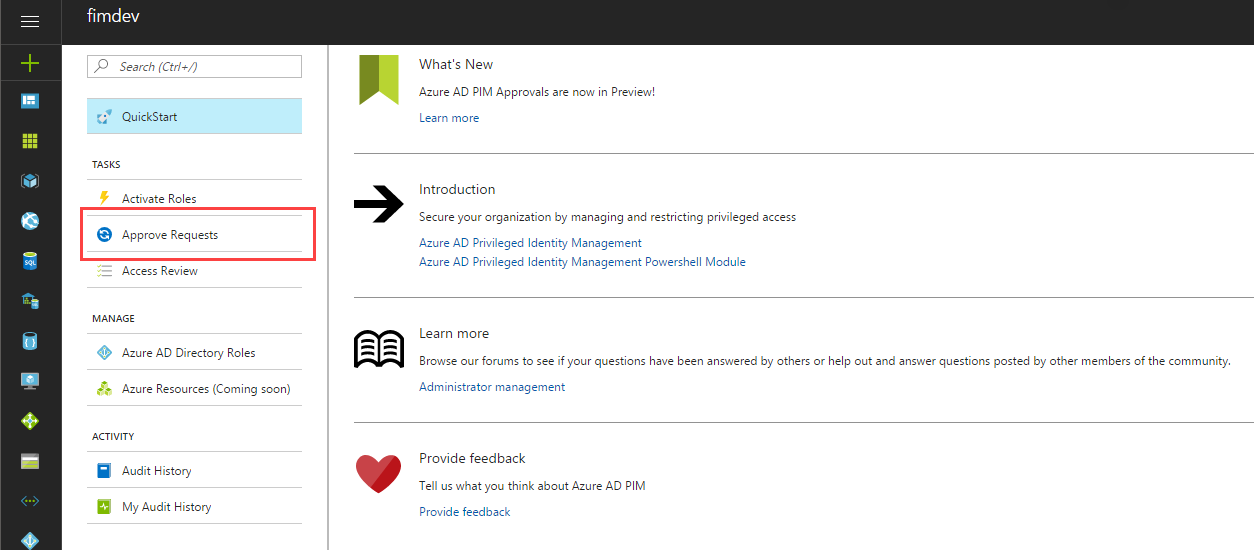 fimdev
Search (Ctrl+/)
QuickStart
TASKS
Activate Roles
Approve Requests
Access Review
MANAGE
Azure AD Directory Roles
Azure Resources (Coming soon)
ACTIVITY
Audit History
My Audit History
SQL
What's New
Azure AD PIM Approvals are now in Preview!
Learn more
Introduction
Secure your organization by managing and restricting privileged access
Azure AD Privileged Identity Management
Azure AD Privileged Identity Management Powershell Module
Learn more
Browse our forums to see if your questions have been answered by others or help out and answer questions posted by other members of the community.
Administrator management
Provide feedback
Tell us what you think about Azure AD PIM
Provide feedback